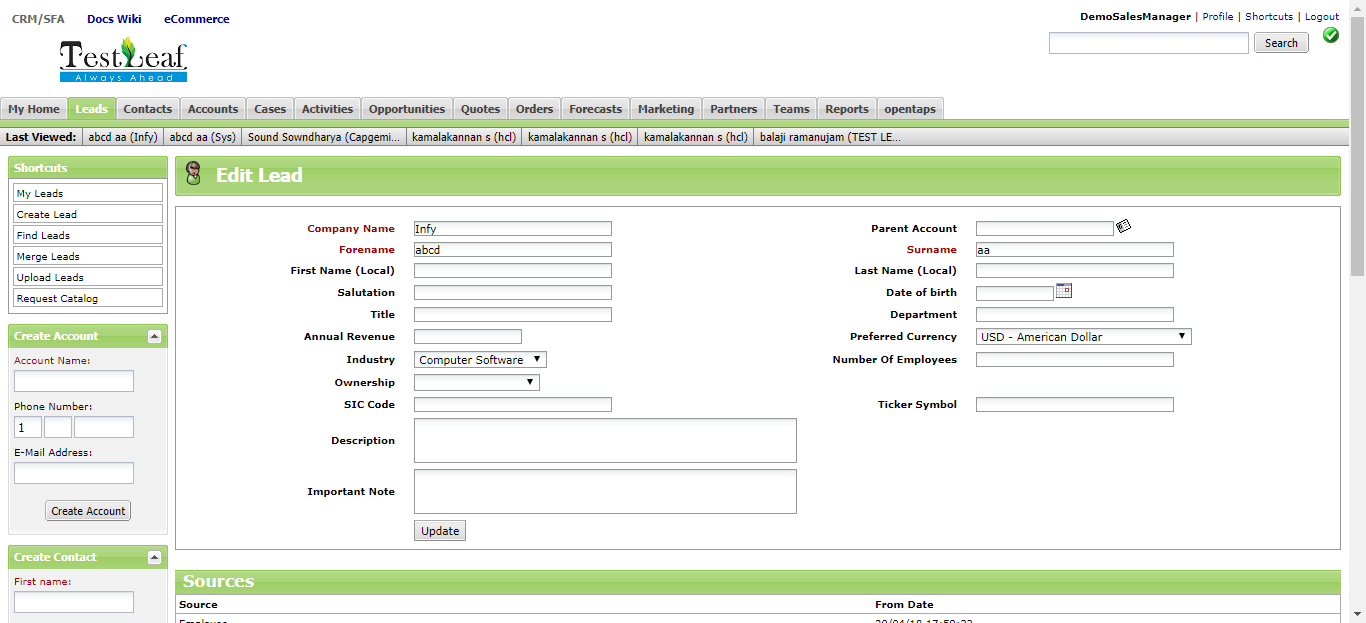 CRM/SFA Docs Wiki eCommerce
DemoSalesManager | Profile | Shortcuts | Logout
TestLeaf
Always Ahead
Search
My Home Leads Contacts Accounts Cases Activities Opportunities Quotes Orders Forecasts Marketing Partners Teams Reports opentaps
Last Viewed: abcd aa (Infy) abcd aa (Sys) Sound Sowndharya (Capgemi... kamalakannan s (hcl) kamalakannan s (hcl) kamalakannan s (hcl) balaji ramanujam (TEST LE...
Shortcuts
My Leads
Create Lead
Find Leads
Merge Leads
Upload Leads
Request Catalog
Create Account
Account Name:
Phone Number:
1
E-Mail Address:
Create Account
Create Contact
First name:
Edit Lead
Company Name Infy Parent Account
Forename abcd Surname aa
First Name (Local) Last Name (Local)
Salutation Date of birth
Title Department
Annual Revenue Preferred Currency USD - American Dollar
Industry Computer Software Number Of Employees
Ownership
SIC Code Ticker Symbol
Description
Important Note
Update
Sources
Source From Date